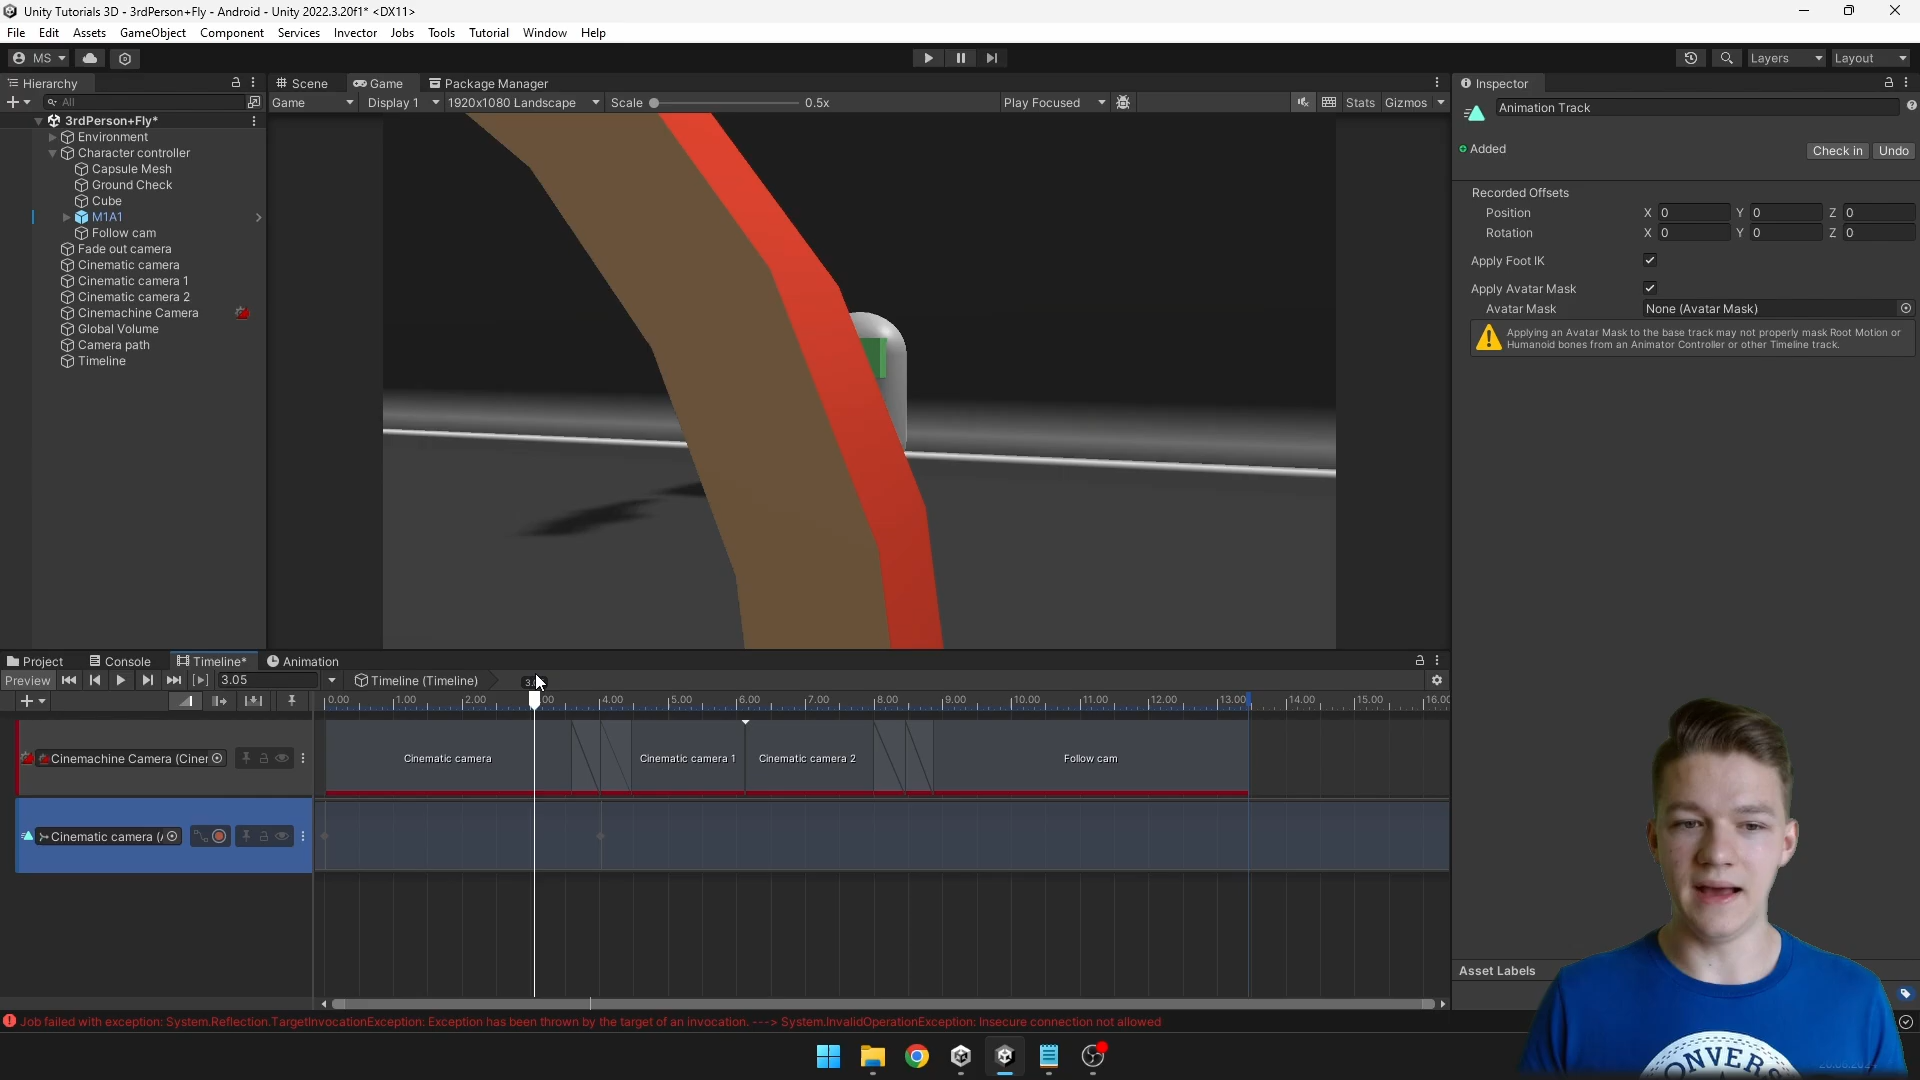 Unity Tutorials 3D - 3rdPerson+Fly - Android - Unity 2022.3.20f1* <DX11>
File Edit Assets GameObject Component Services Invector Jobs Tools Tutorial Window Help
MS Layers Layout
Hierarchy Scene Game Package Manager Inspector
All Game Display 1 1920x1080 Landscape Scale 0.5x Play Focused Stats Gizmos
Animation Track
3rdPerson+Fly*
Environment
Character controller
Capsule Mesh
Ground Check
Cube
M1A1
Follow cam
Fade out camera
Cinematic camera
Cinematic camera 1
Cinematic camera 2
Cinemachine Camera
Global Volume
Camera path
Timeline
Added Check in Undo
Recorded Offsets
Position X 0 Y 0 Z 0
Rotation X 0 Y 0 Z 0
Apply Foot IK
Apply Avatar Mask
Avatar Mask None (Avatar Mask)
Applying an Avatar Mask to the base track may not properly mask Root Motion or
Humanoid bones from an Animator Controller or other Timeline track.
Project Console Timeline* Animation
Preview 3.05 Timeline (Timeline)
0.00 1.00 2.00 4.00 5.00 6.00 7.00 8.00 9.00 10.00 11.00 12.00 13.00 14.00 15.00 16.00
Cinemachine Camera (Ciner Cinematic camera Cinematic camera 1 Cinematic camera 2 Follow cam
Cinematic camera (A
Asset Labels
Job failed with exception: System.Reflection.TargetInvocationException: Exception has been thrown by the target of an invocation. ---> System.InvalidOperationException: Insecure connection not allowed
CONVERS